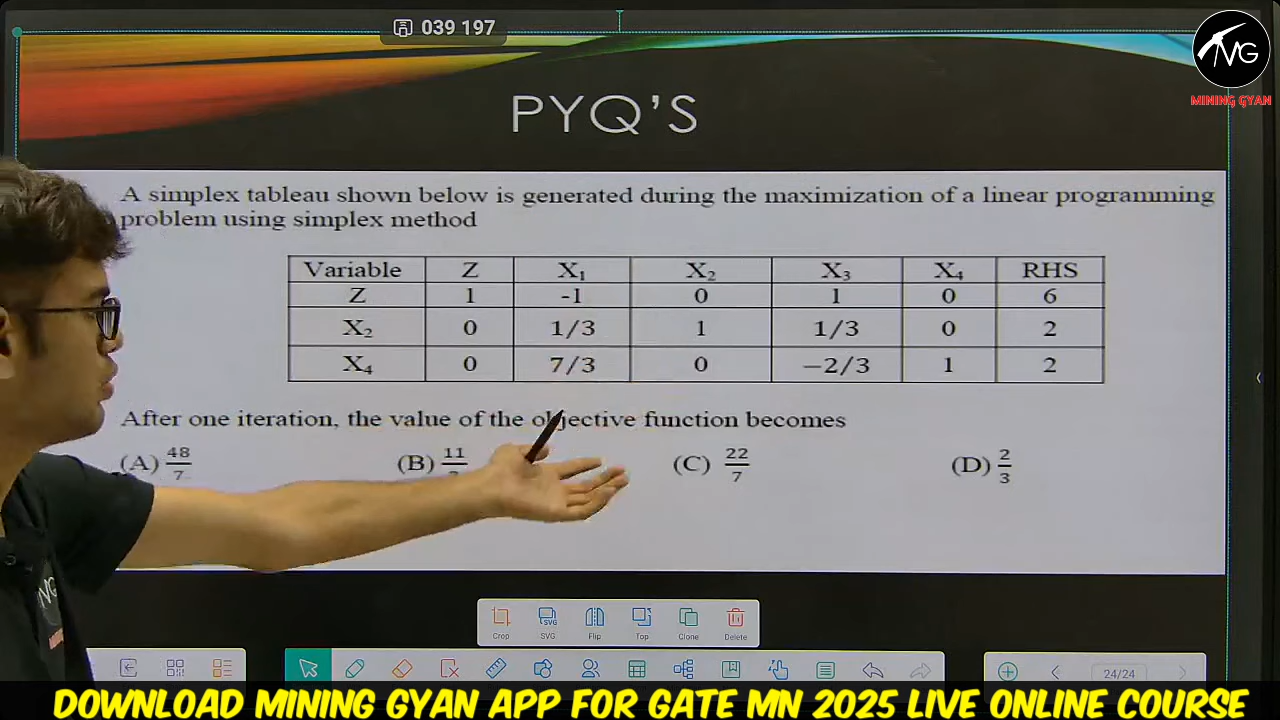 039 197
MG
MINING GYAN
PYQ'S
A simplex tableau shown below is generated during the maximization of a linear programming
problem using simplex method
Variable Z X₁ X₂ X₃ X₄ RHS
Z 1 -1 0 1 0 6
X₂ 0 1/3 1 1/3 0 2
X₄ 0 7/3 0 −2/3 1 2
After one iteration, the value of the objective function becomes
(A) 48/7 (B) 11 (C) 22/7 (D) 2/3
Crop SVG Flip Top Clone Delete
24/24
DOWNLOAD MINING GYAN APP FOR GATE MN 2025 LIVE ONLINE COURSE